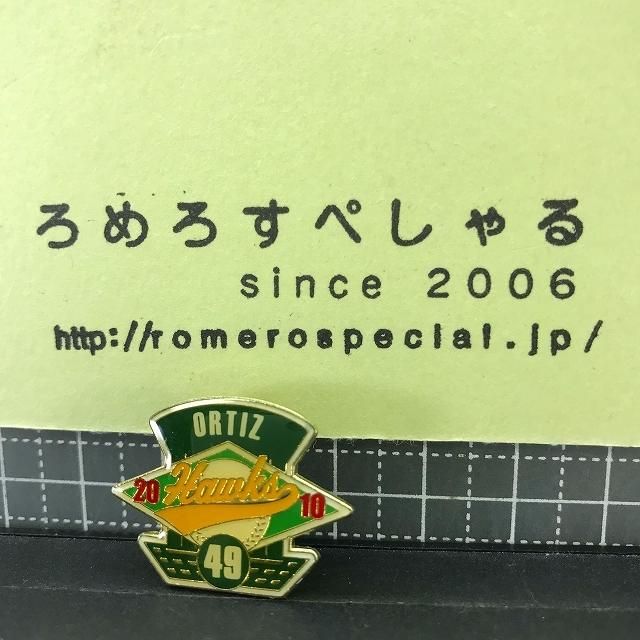 ろめろすぺしゃる
since 2006
http://romerospecial.jp/
ORTIZ
20 Hawks 10
49